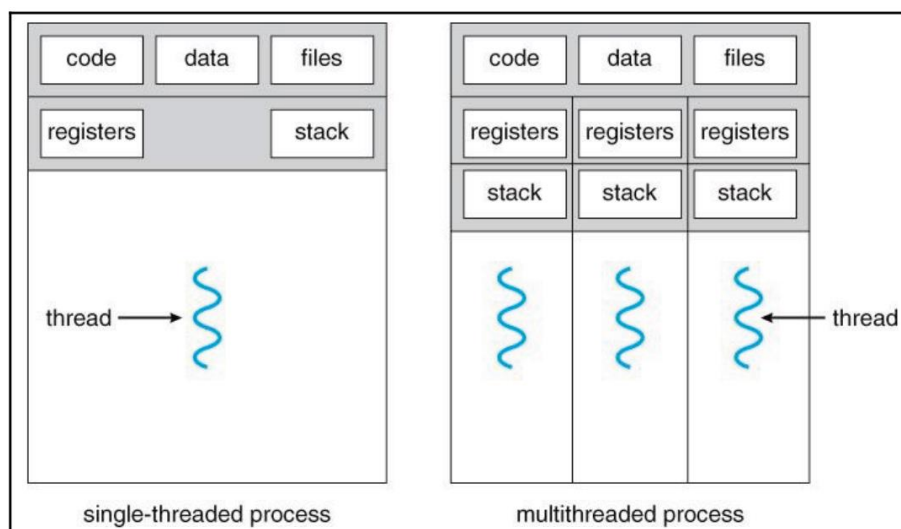 code data files
registers stack
thread
single-threaded process
code data files
registers registers registers
stack stack stack
thread
multithreaded process